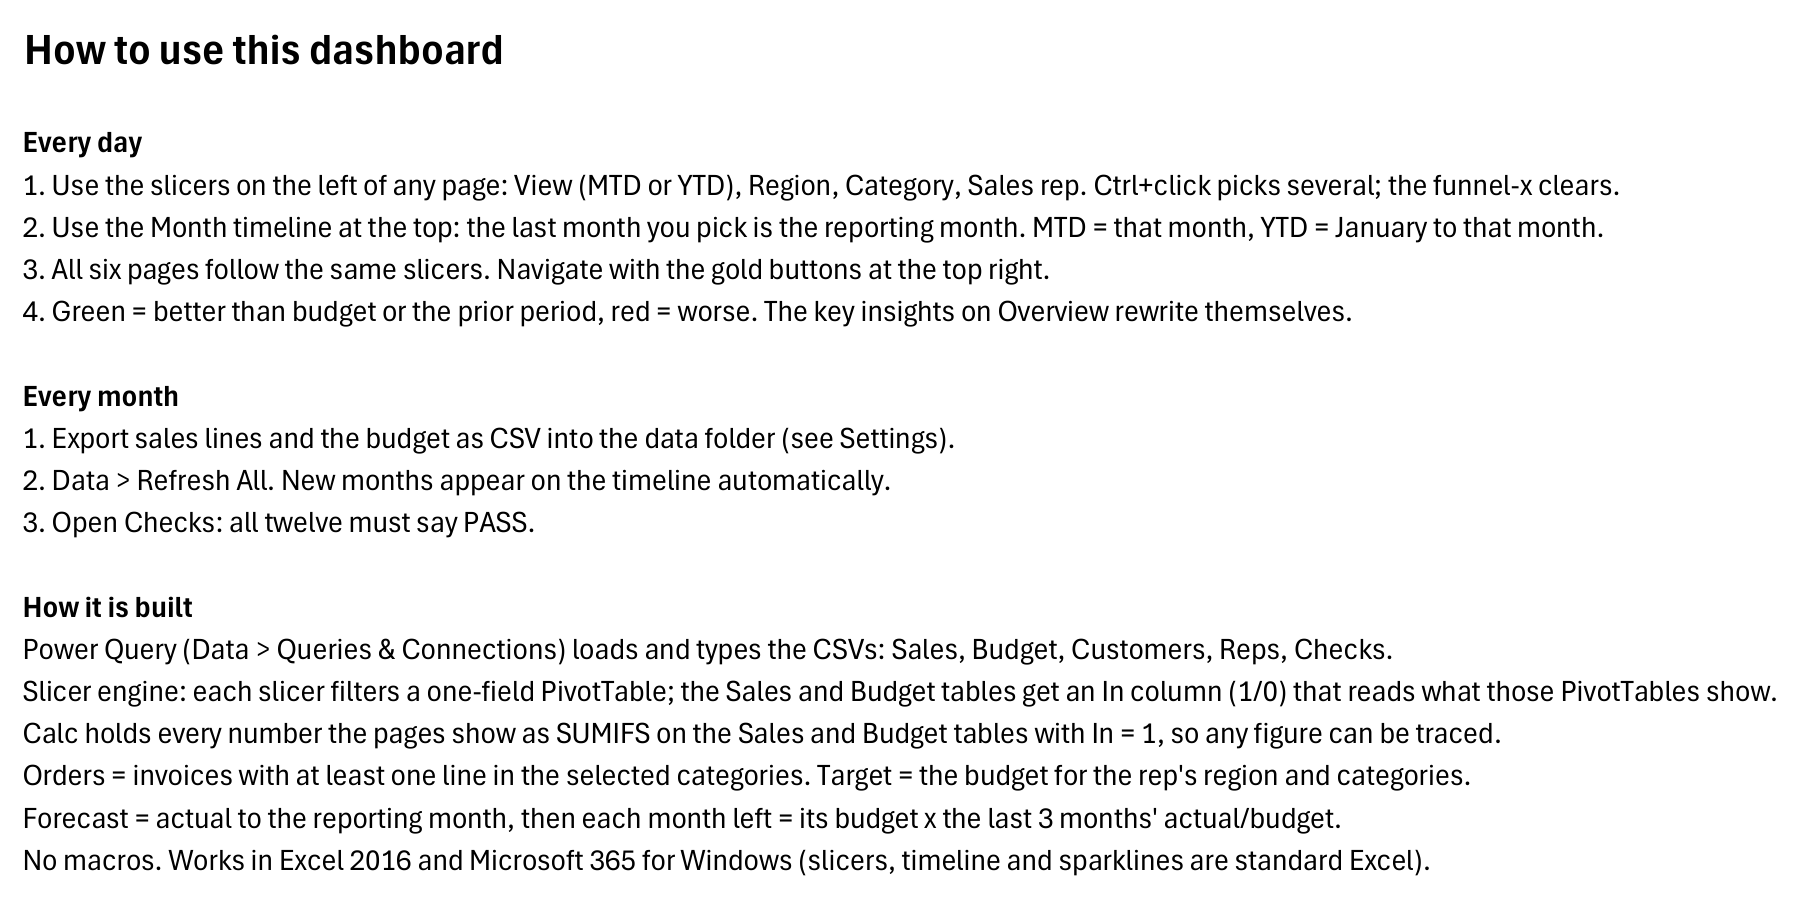 How to use this dashboard
Every day
1. Use the slicers on the left of any page: View (MTD or YTD), Region, Category, Sales rep. Ctrl+click picks several; the funnel-x clears.
2. Use the Month timeline at the top: the last month you pick is the reporting month. MTD = that month, YTD = January to that month.
3. All six pages follow the same slicers. Navigate with the gold buttons at the top right.
4. Green = better than budget or the prior period, red = worse. The key insights on Overview rewrite themselves.
Every month
1. Export sales lines and the budget as CSV into the data folder (see Settings).
2. Data > Refresh All. New months appear on the timeline automatically.
3. Open Checks: all twelve must say PASS.
How it is built
Power Query (Data > Queries & Connections) loads and types the CSVs: Sales, Budget, Customers, Reps, Checks.
Slicer engine: each slicer filters a one-field PivotTable; the Sales and Budget tables get an In column (1/0) that reads what those PivotTables show.
Calc holds every number the pages show as SUMIFS on the Sales and Budget tables with In = 1, so any figure can be traced.
Orders = invoices with at least one line in the selected categories. Target = the budget for the rep's region and categories.
Forecast = actual to the reporting month, then each month left = its budget x the last 3 months' actual/budget.
No macros. Works in Excel 2016 and Microsoft 365 for Windows (slicers, timeline and sparklines are standard Excel).